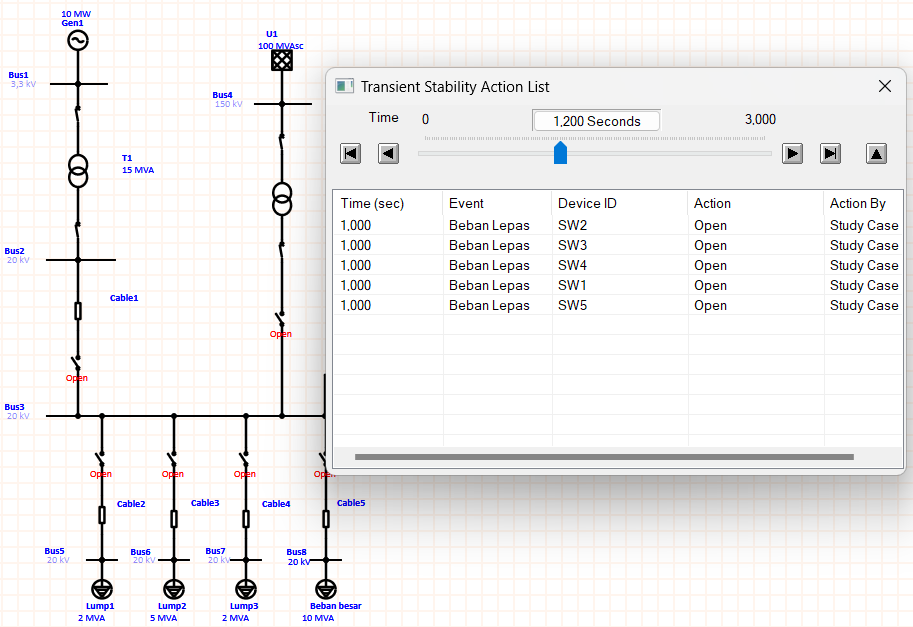 10 MW
Gen1
U1
100 MVAsc
Bus1
3,3 kV
Bus4
150 kV
T1
15 MVA
Bus2
20 kV
Cable1
Open
Open
Bus3
20 kV
Open
Open
Open
Open
Cable2
Cable3
Cable4
Cable5
Bus5
20 kV
Bus6
20 kV
Bus7
20 kV
Bus8
20 kV
Lump1
2 MVA
Lump2
5 MVA
Lump3
2 MVA
Beban besar
10 MVA
Transient Stability Action List
Time
0
1,200 Seconds
3,000
Time (sec) Event Device ID Action Action By
1,000 Beban Lepas SW2 Open Study Case
1,000 Beban Lepas SW3 Open Study Case
1,000 Beban Lepas SW4 Open Study Case
1,000 Beban Lepas SW1 Open Study Case
1,000 Beban Lepas SW5 Open Study Case